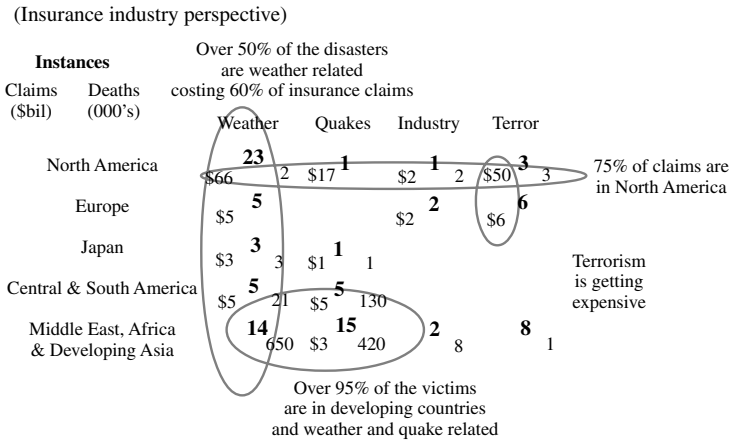 (Insurance industry perspective)
Over 50% of the disasters
are weather related
costing 60% of insurance claims
Instances
Claims Deaths
($bil) (000's)
Weather Quakes Industry Terror
North America 23 $66 2 1 $17 1 $2 2 3 $50 3
75% of claims are
in North America
Europe 5 $5 2 $2 6 $6
Japan 3 $3 3 1 $1 1
Terrorism
is getting
expensive
Central & South America 5 $5 21 5 $5 130
Middle East, Africa
& Developing Asia 14 650 15 $3 420 2 8 8 1
Over 95% of the victims
are in developing countries
and weather and quake related